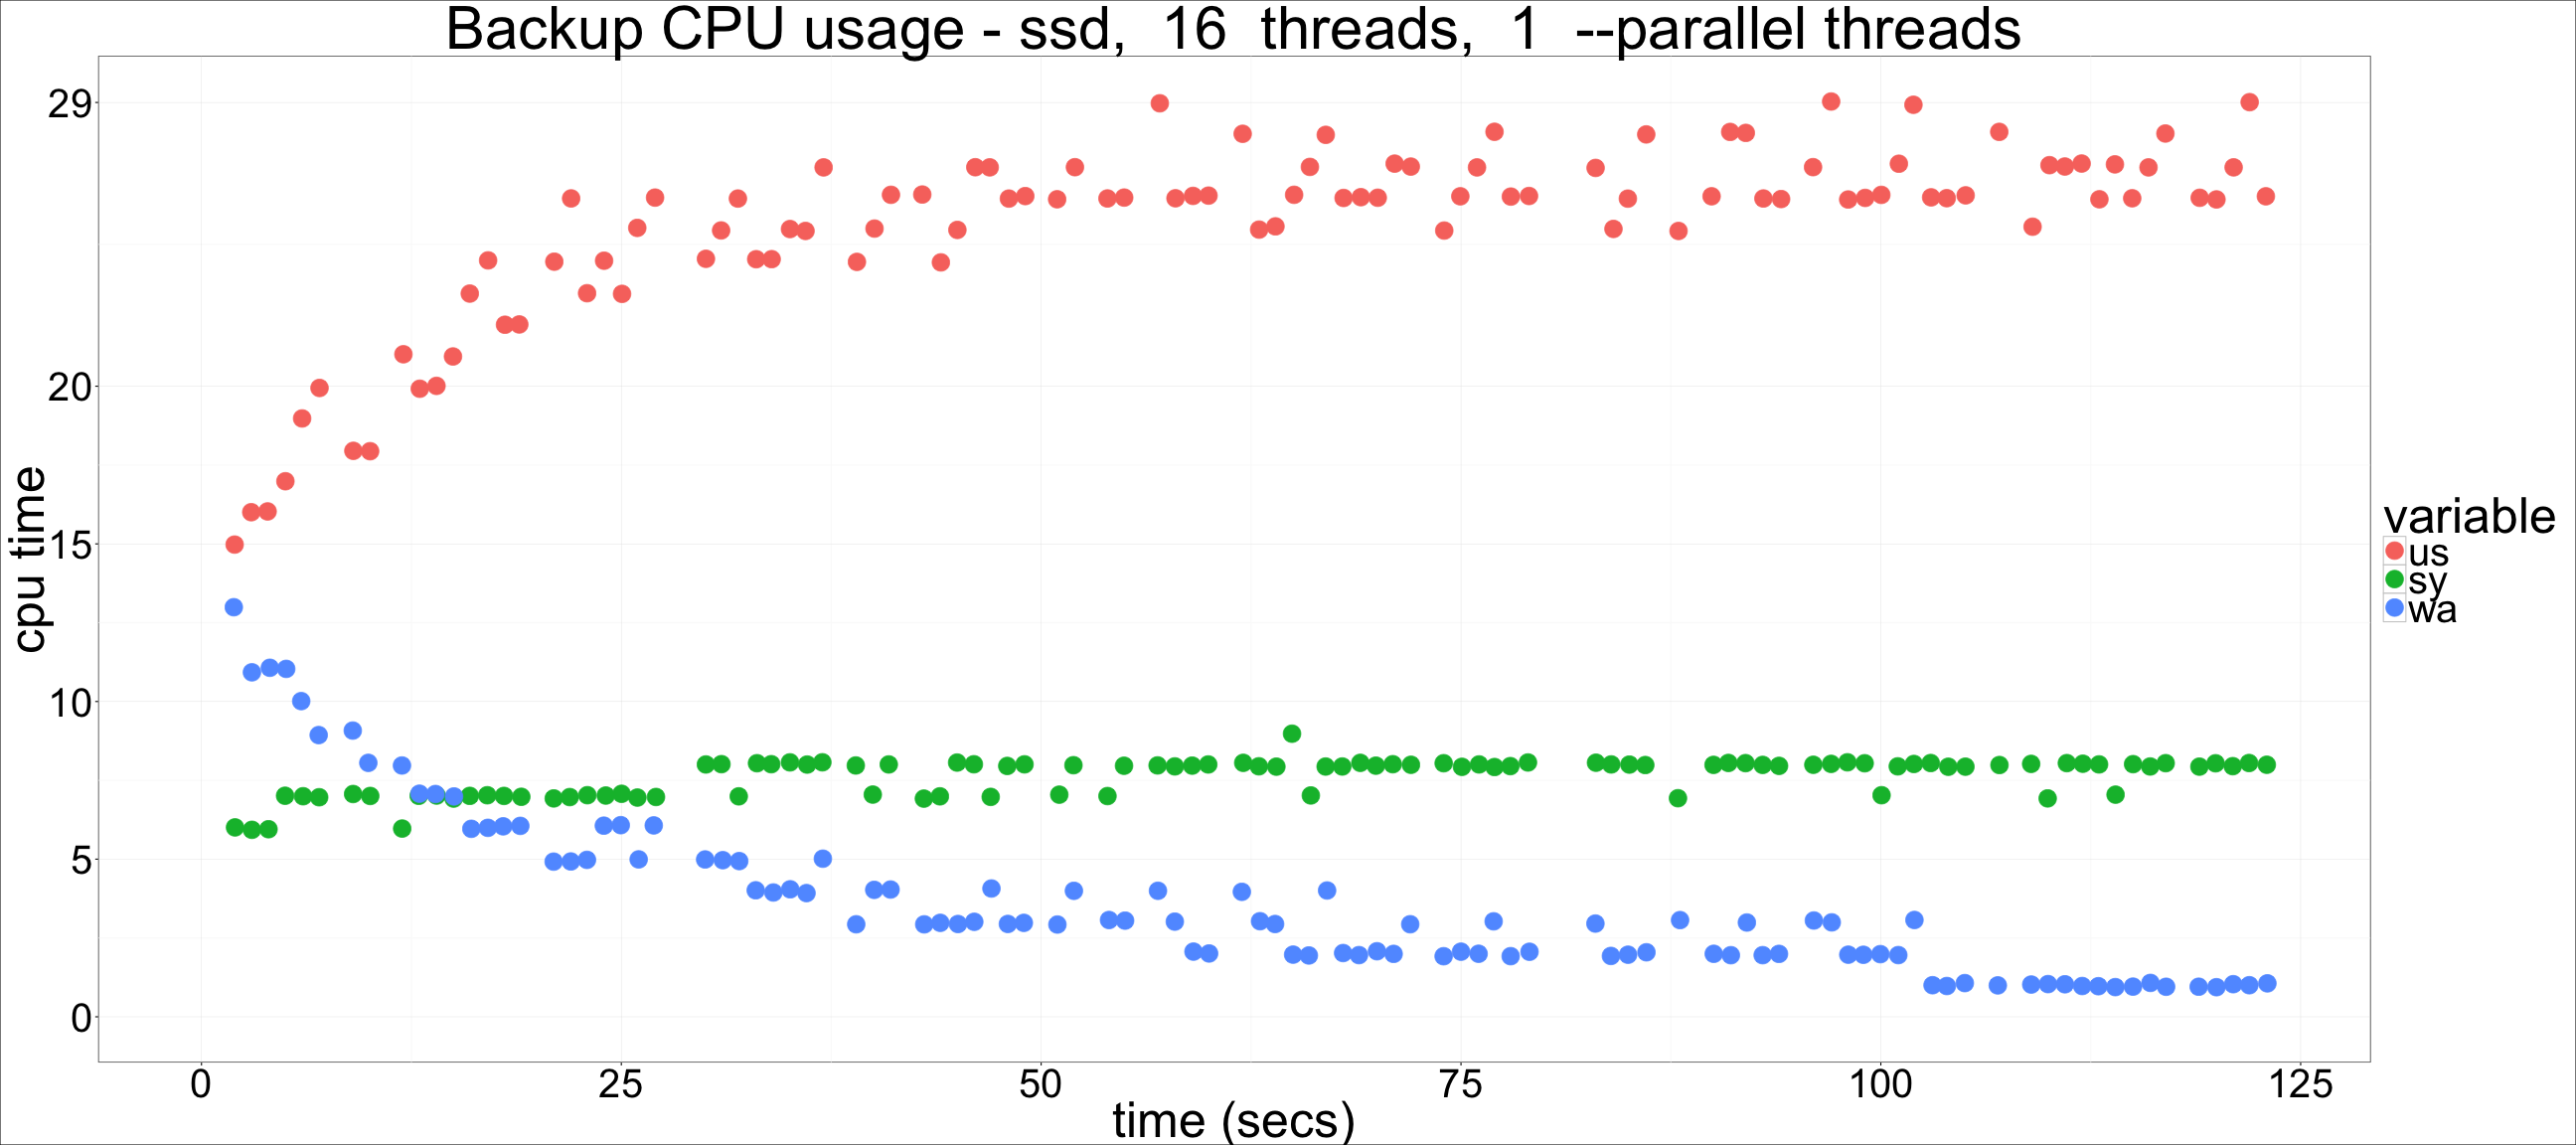 Backup CPU usage - ssd,  16  threads,  1  --parallel threads
29
20
15
10
5
0
cpu time
0 25 50 75 100 125
time (secs)
variable
us
sy
wa